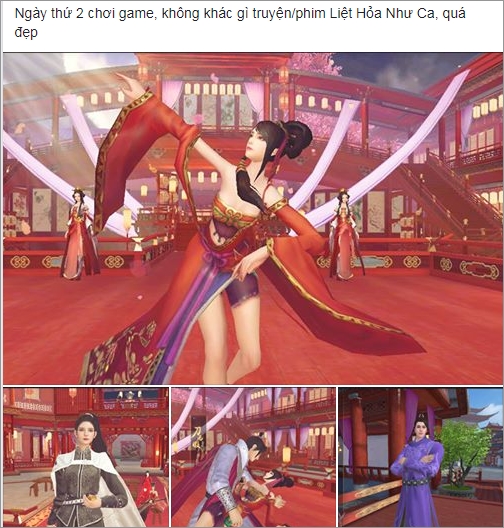 Ngày thứ 2 chơi game, không khác gì truyện/phim Liệt Hỏa Như Ca, quá
đẹp